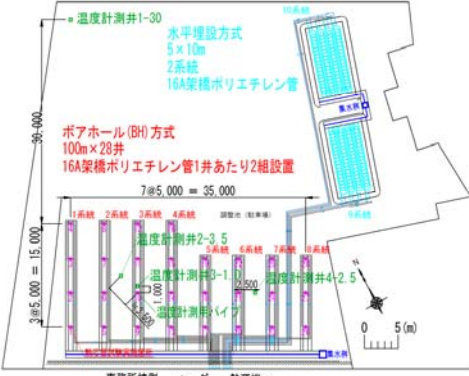 10系統
温度計測井1-30
水平埋設方式
5×10m
2系統
16A架橋ポリエチレン管
集水桝
30,000
ボアホール(BH)方式
100m×28井
16A架橋ポリエチレン管1井あたり2組設置
7@5,000 = 35,000
9系統
1系統 2系統 3系統 4系統
調整池(駐車場)
温度計測井2-3.5
5系統 6系統 7系統 8系統
3@5,000 = 15,000
温度計測井3-1.0
2,500
温度計測井4-2.5
1,000
温度計測用パイプ
3,500
N
集水桝
0 5(m)